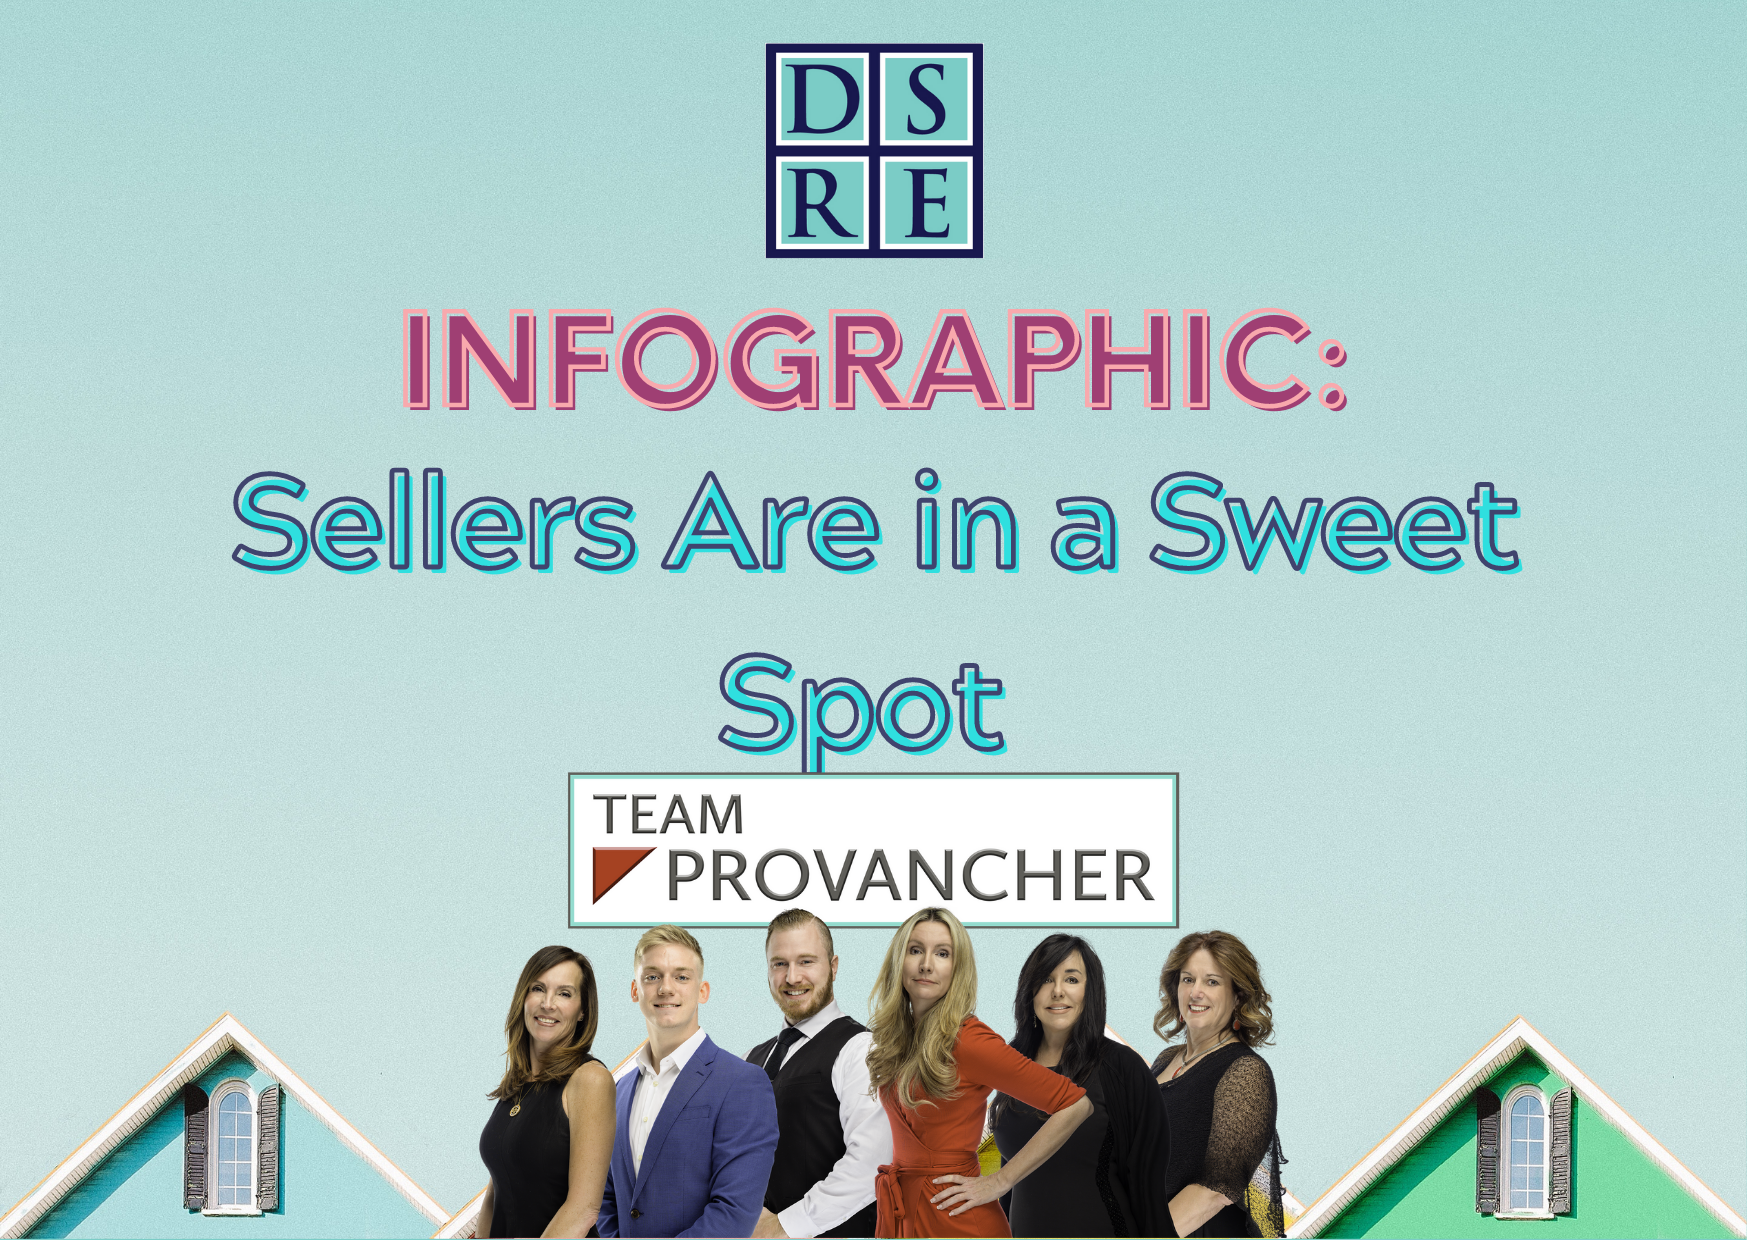 D S
R E
INFOGRAPHIC:
Sellers Are in a Sweet
Spot
TEAM
PROVANCHER